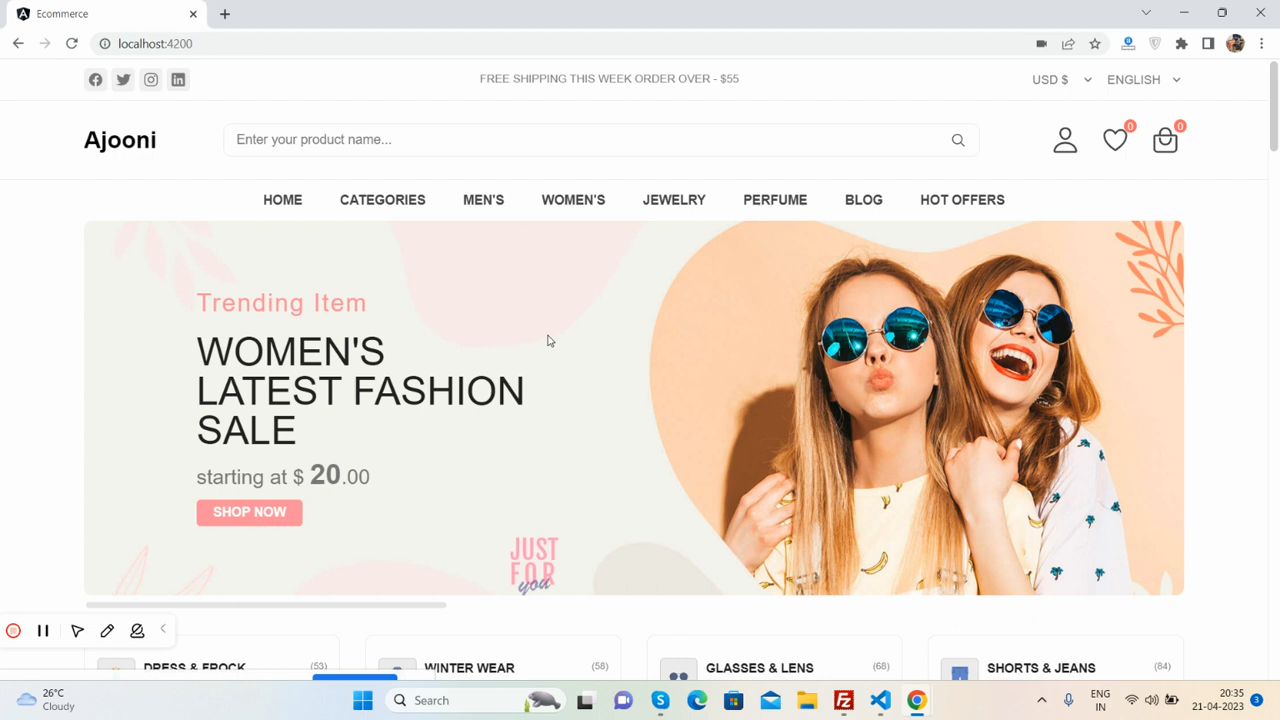 Ecommerce
localhost:4200
FREE SHIPPING THIS WEEK ORDER OVER - $55
USD $
ENGLISH
Ajooni
Enter your product name...
0
0
HOME
CATEGORIES
MEN'S
WOMEN'S
JEWELRY
PERFUME
BLOG
HOT OFFERS
Trending Item
WOMEN'S
LATEST FASHION
SALE
starting at $ 20.00
SHOP NOW
JUST
FOR
you
DRESS & FROCK
(53)
WINTER WEAR
(58)
GLASSES & LENS
(68)
SHORTS & JEANS
(84)
26°C
Cloudy
Search
ENG
IN
20:35
21-04-2023
3